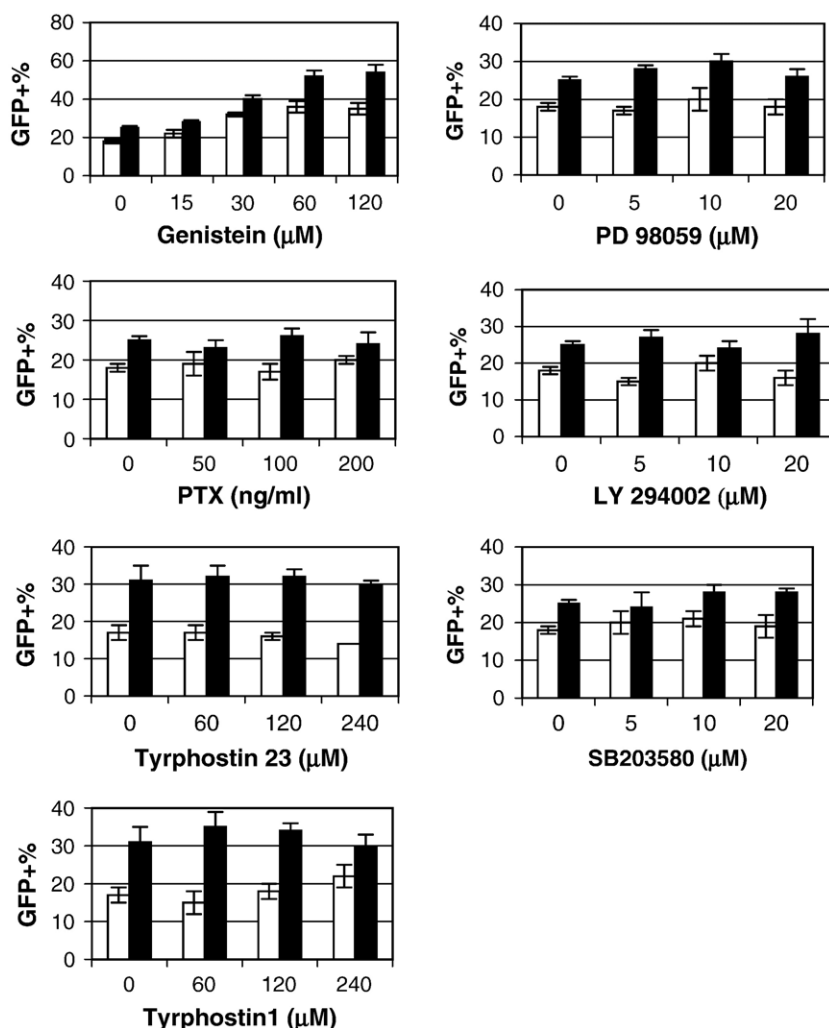 GFP+%
80
60
40
20
0
0 15 30 60 120
Genistein (μM)
GFP+%
40
30
20
10
0
0 5 10 20
PD 98059 (μM)
GFP+%
40
30
20
10
0
0 50 100 200
PTX (ng/ml)
GFP+%
40
30
20
10
0
0 5 10 20
LY 294002 (μM)
GFP+%
40
30
20
10
0
0 60 120 240
Tyrphostin 23 (μM)
GFP+%
40
30
20
10
0
0 5 10 20
SB203580 (μM)
GFP+%
40
30
20
10
0
0 60 120 240
Tyrphostin1 (μM)